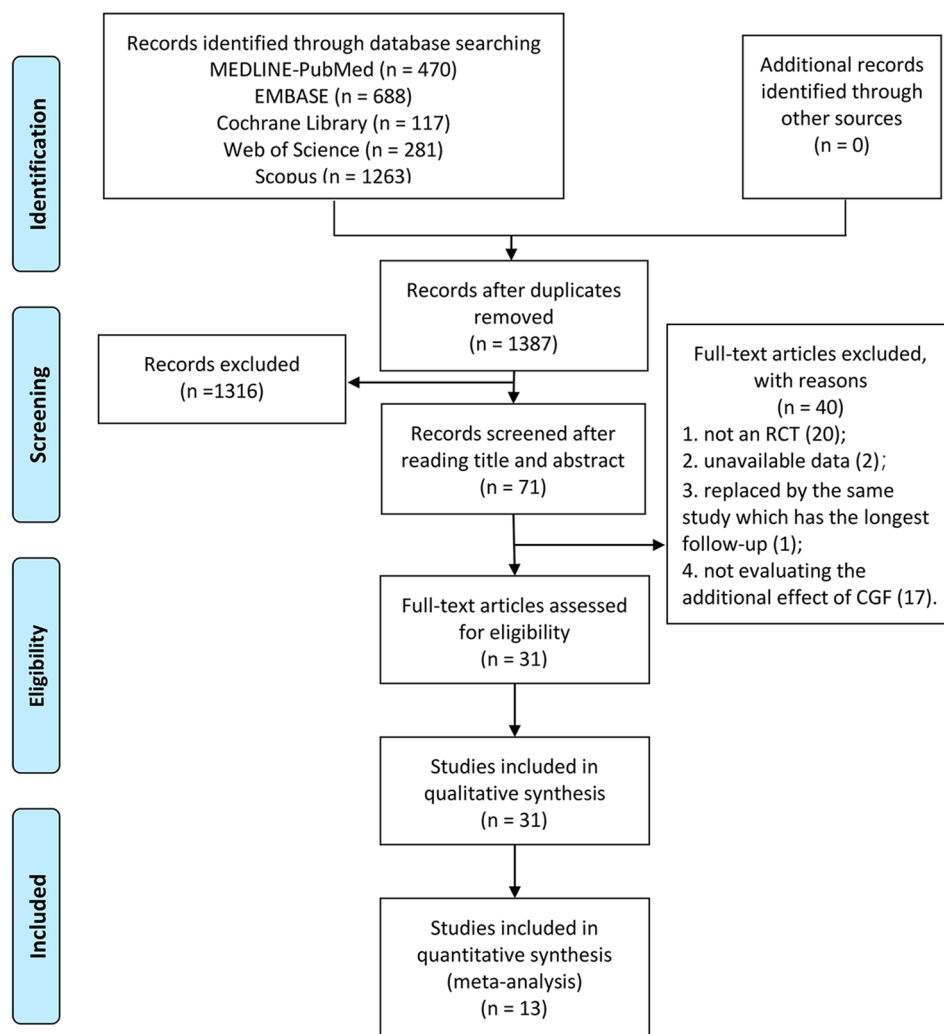 Identification
Records identified through database searching
MEDLINE-PubMed (n = 470)
EMBASE (n = 688)
Cochrane Library (n = 117)
Web of Science (n = 281)
Scopus (n = 1263)
Additional records
identified through
other sources
(n = 0)
Records after duplicates
removed
(n = 1387)
Screening
Records excluded
(n =1316)
Records screened after
reading title and abstract
(n = 71)
Full-text articles excluded,
with reasons
(n = 40)
1. not an RCT (20);
2. unavailable data (2);
3. replaced by the same
study which has the longest
follow-up (1);
4. not evaluating the
additional effect of CGF (17).
Eligibility
Full-text articles assessed
for eligibility
(n = 31)
Studies included in
qualitative synthesis
(n = 31)
Included
Studies included in
quantitative synthesis
(meta-analysis)
(n = 13)